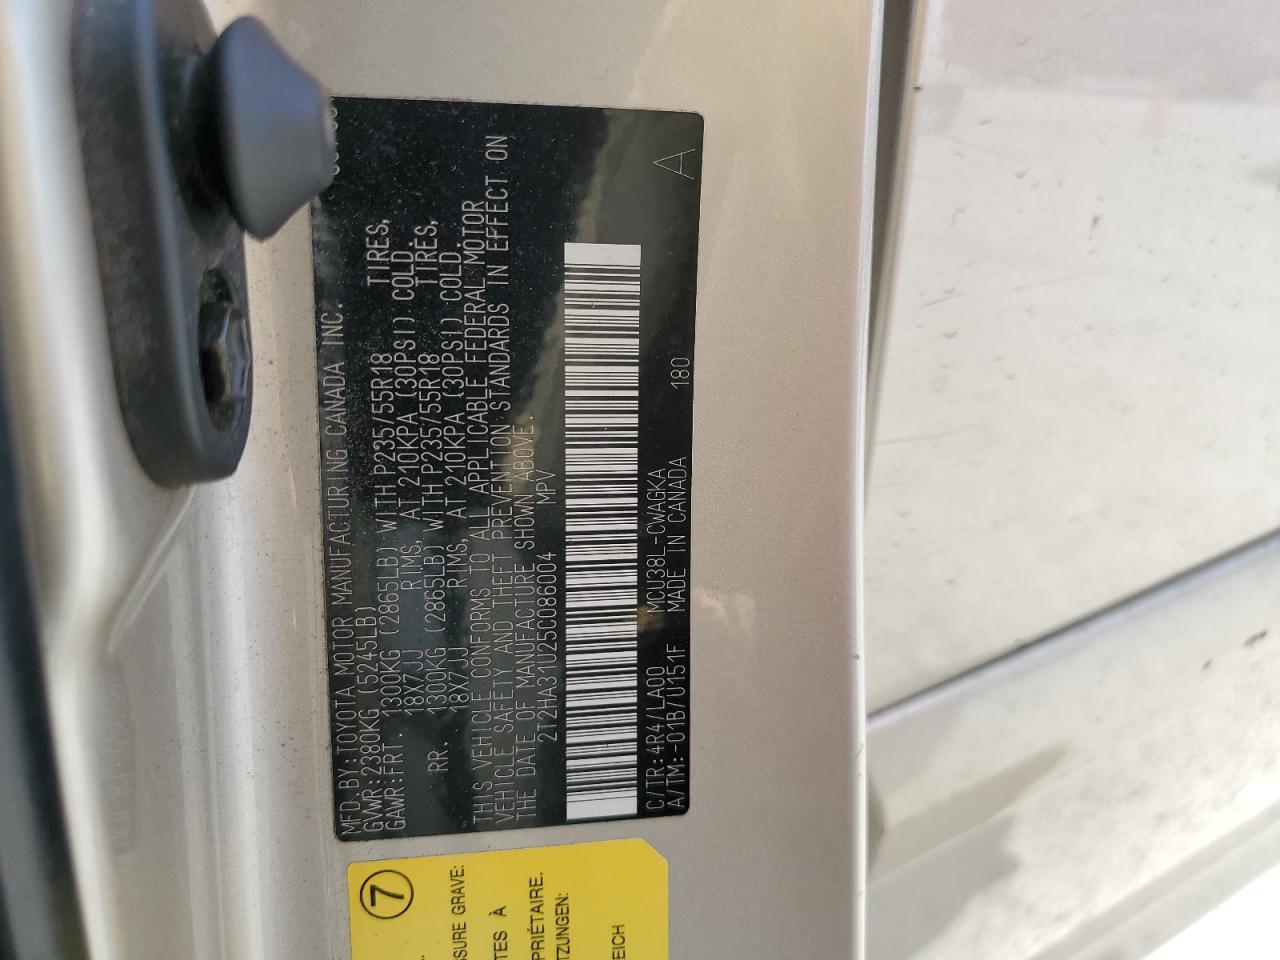 MFD. BY: TOYOTA MOTOR MANUFACTURING CANADA INC.
GVWR: 2380KG (5245LB)
GAWR: FRT. 1300KG (2865LB) WITH P235/55R18 TIRES,
18X7JJ RIMS, AT 210KPA (30PSI) COLD.
RR. 1300KG (2865LB) WITH P235/55R18 TIRES,
18X7JJ RIMS, AT 210KPA (30PSI) COLD.
THIS VEHICLE CONFORMS TO ALL APPLICABLE FEDERAL MOTOR
VEHICLE SAFETY AND THEFT PREVENTION STANDARDS IN EFFECT ON
THE DATE OF MANUFACTURE SHOWN ABOVE.
2T2HA31U25C086004 MPV
C/TR: 4R4/LA00 MCU38L-CWAGKA
A/TM: -01B/U151F MADE IN CANADA 180 A
7
SSURE GRAVE:
TES À
PRIÉTAIRE.
TZUNGEN:
EICH